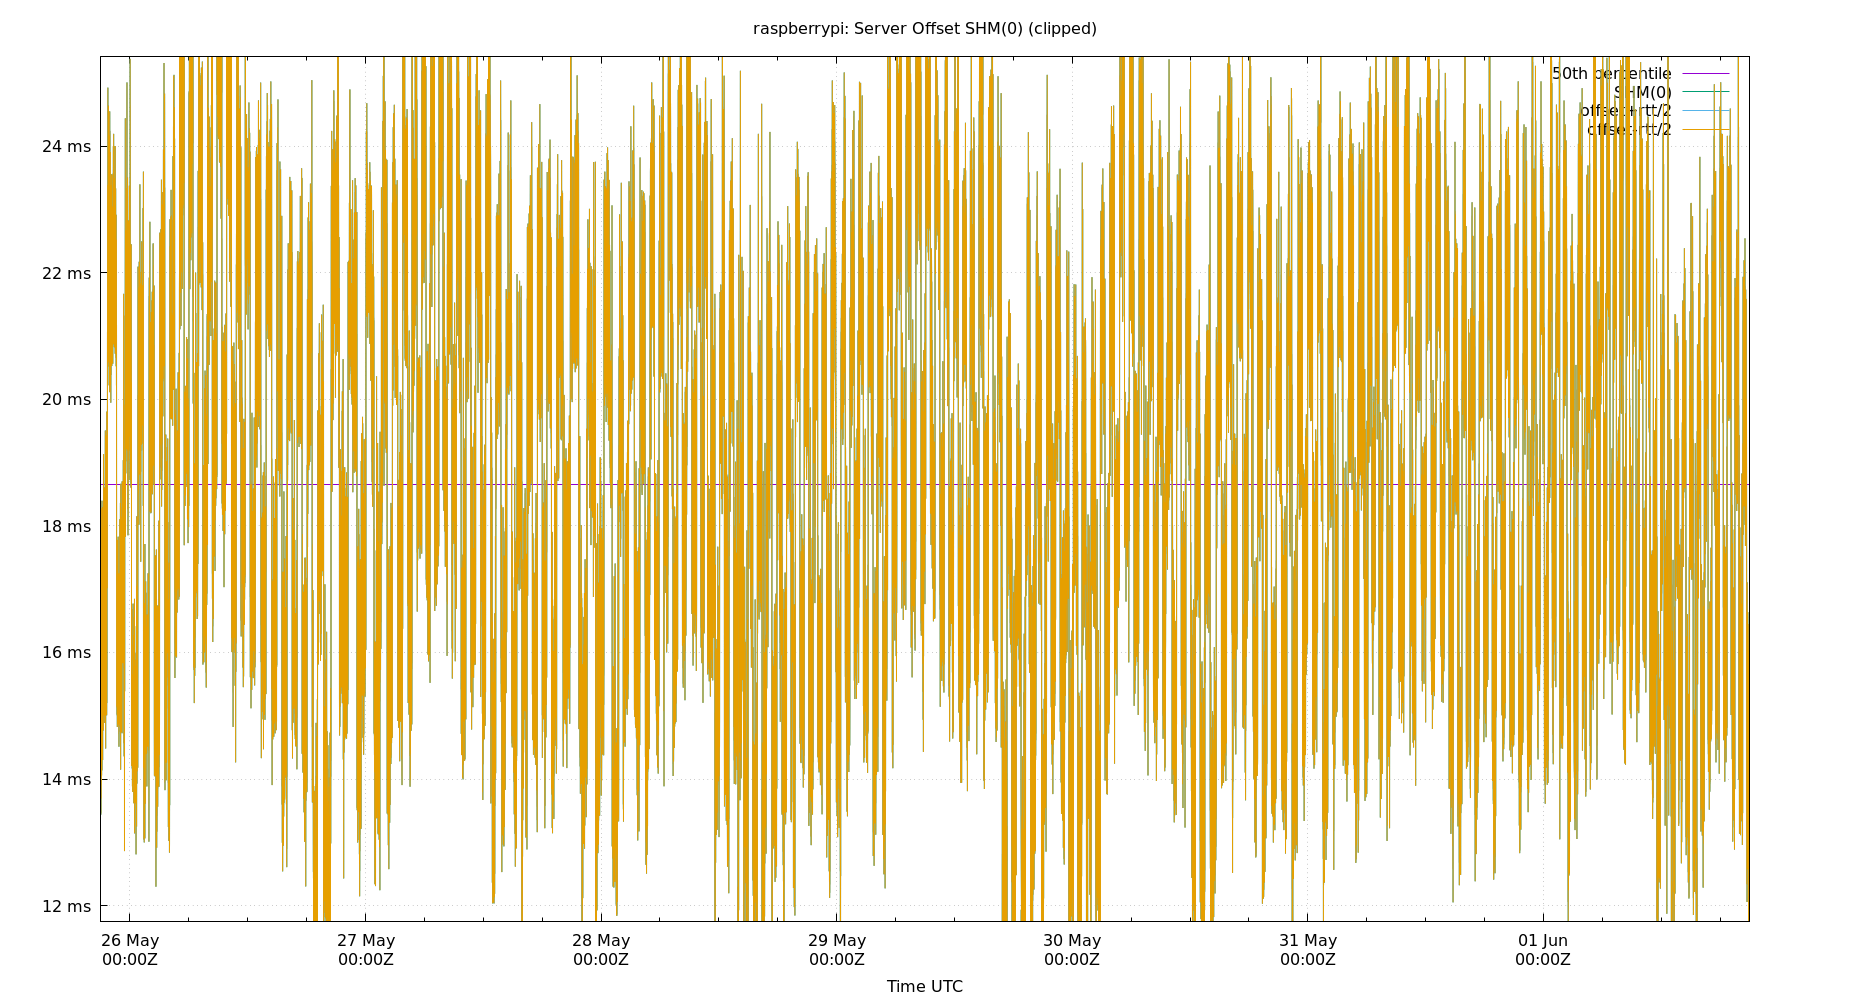 raspberrypi: Server Offset SHM(0) (clipped)
50th percentile
SHM(0)
offset+rtt/2
offset-rtt/2
24 ms
22 ms
20 ms
18 ms
16 ms
14 ms
12 ms
26 May 27 May 28 May 29 May 30 May 31 May 01 Jun
00:00Z 00:00Z 00:00Z 00:00Z 00:00Z 00:00Z 00:00Z
Time UTC